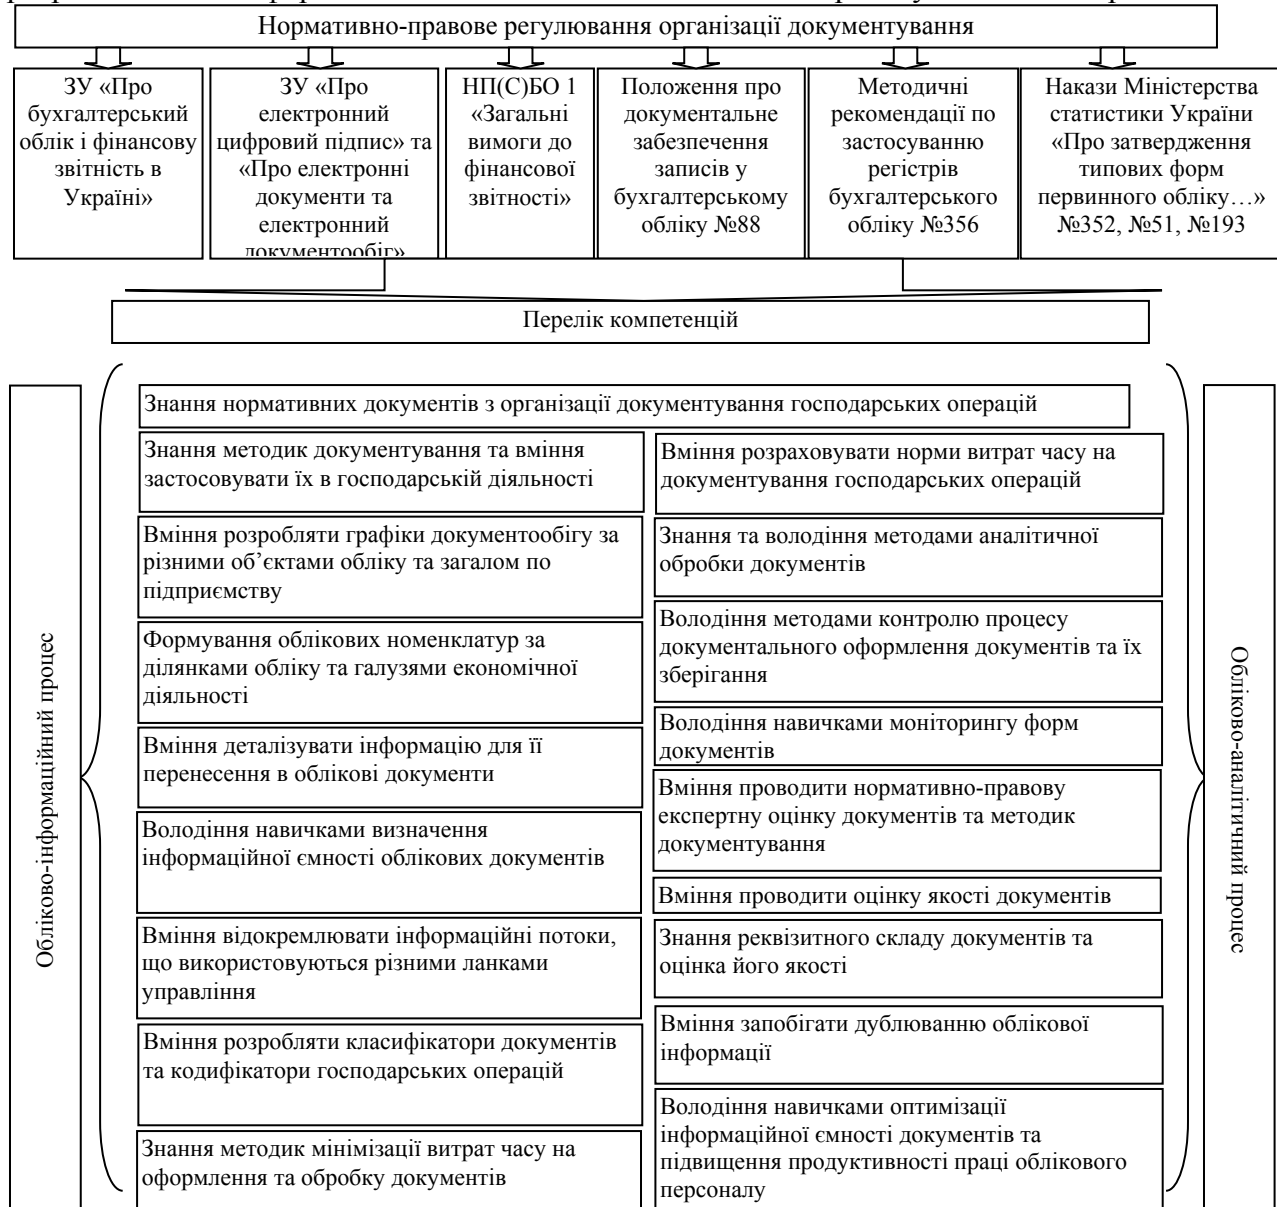 Нормативно-правове регулювання організації документування
ЗУ «Про
бухгалтерський
облік і фінансову
звітність в
Україні»
ЗУ «Про
електронний
цифровий підпис» та
«Про електронні
документи та
електронний
документообіг»
НП(С)БО 1
«Загальні
вимоги до
фінансової
звітності»
Положення про
документальне
забезпечення
записів у
бухгалтерському
обліку №88
Методичні
рекомендації по
застосуванню
регістрів
бухгалтерського
обліку №356
Накази Міністерства
статистики України
«Про затвердження
типових форм
первинного обліку…»
№352, №51, №193
Перелік компетенцій
Обліково-інформаційний процес
Знання нормативних документів з організації документування господарських операцій
Знання методик документування та вміння
застосовувати їх в господарській діяльності
Вміння розробляти графіки документообігу за
різними об’єктами обліку та загалом по
підприємству
Формування облікових номенклатур за
ділянками обліку та галузями економічної
діяльності
Вміння деталізувати інформацію для її
перенесення в облікові документи
Володіння навичками визначення
інформаційної ємності облікових документів
Вміння відокремлювати інформаційні потоки,
що використовуються різними ланками
управління
Вміння розробляти класифікатори документів
та кодифікатори господарських операцій
Знання методик мінімізації витрат часу на
оформлення та обробку документів
Вміння розраховувати норми витрат часу на
документування господарських операцій
Знання та володіння методами аналітичної
обробки документів
Володіння методами контролю процесу
документального оформлення документів та їх
зберігання
Володіння навичками моніторингу форм
документів
Вміння проводити нормативно-правову
експертну оцінку документів та методик
документування
Вміння проводити оцінку якості документів
Знання реквізитного складу документів та
оцінка його якості
Вміння запобігати дублюванню облікової
інформації
Володіння навичками оптимізації
інформаційної ємності документів та
підвищення продуктивності праці облікового
персоналу
Обліково-аналітичний процес